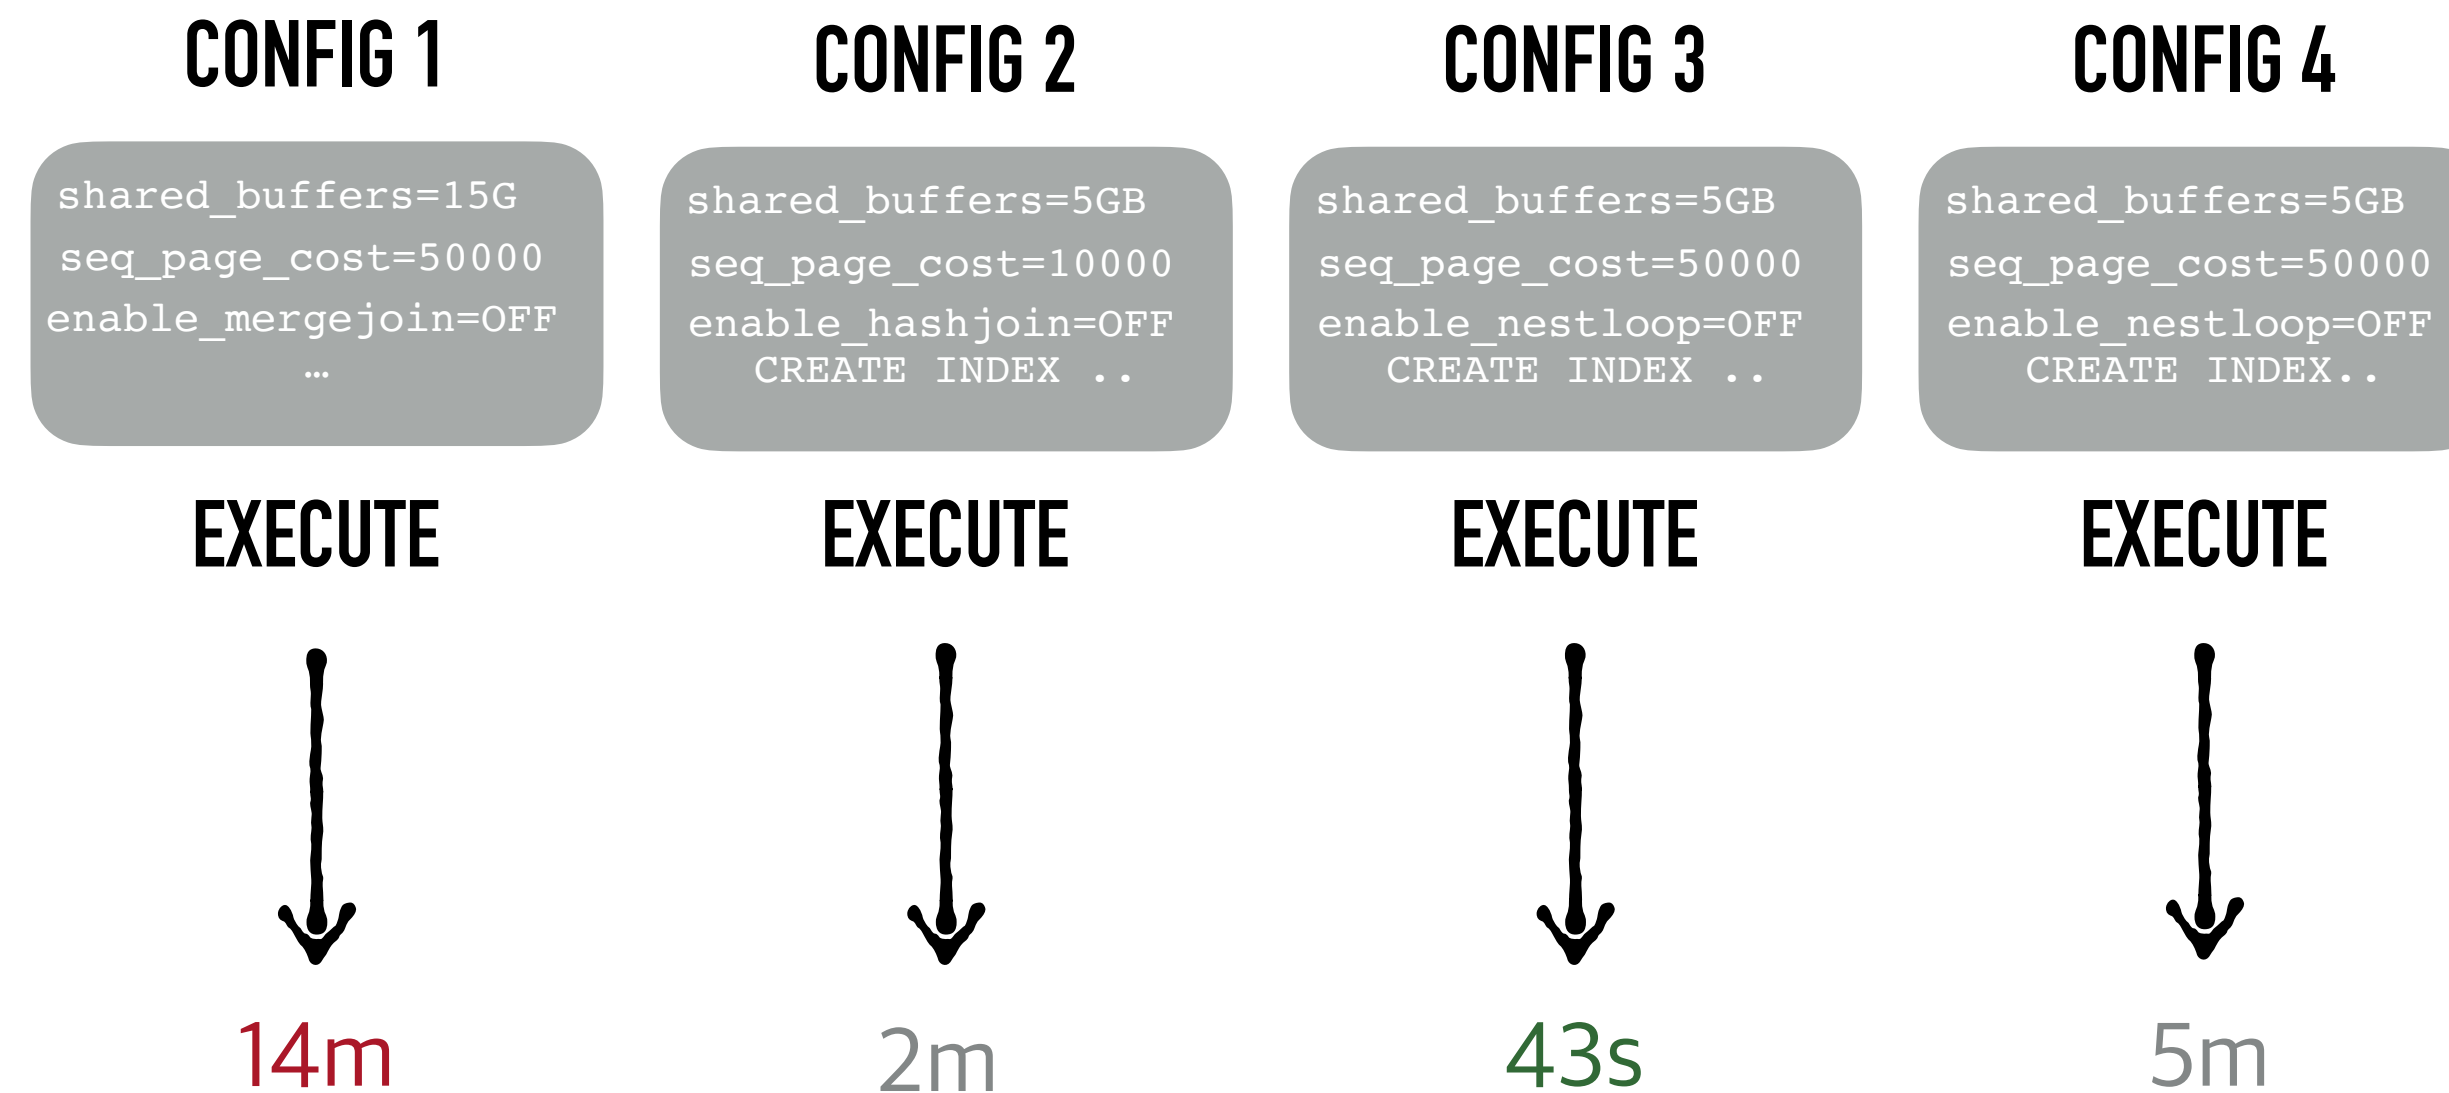 CONFIG 1
shared_buffers=15G
seq_page_cost=50000
enable_mergejoin=OFF
…
EXECUTE
14m
CONFIG 2
shared_buffers=5GB
seq_page_cost=10000
enable_hashjoin=OFF
CREATE INDEX ..
EXECUTE
2m
CONFIG 3
shared_buffers=5GB
seq_page_cost=50000
enable_nestloop=OFF
CREATE INDEX ..
EXECUTE
43s
CONFIG 4
shared_buffers=5GB
seq_page_cost=50000
enable_nestloop=OFF
CREATE INDEX..
EXECUTE
5m